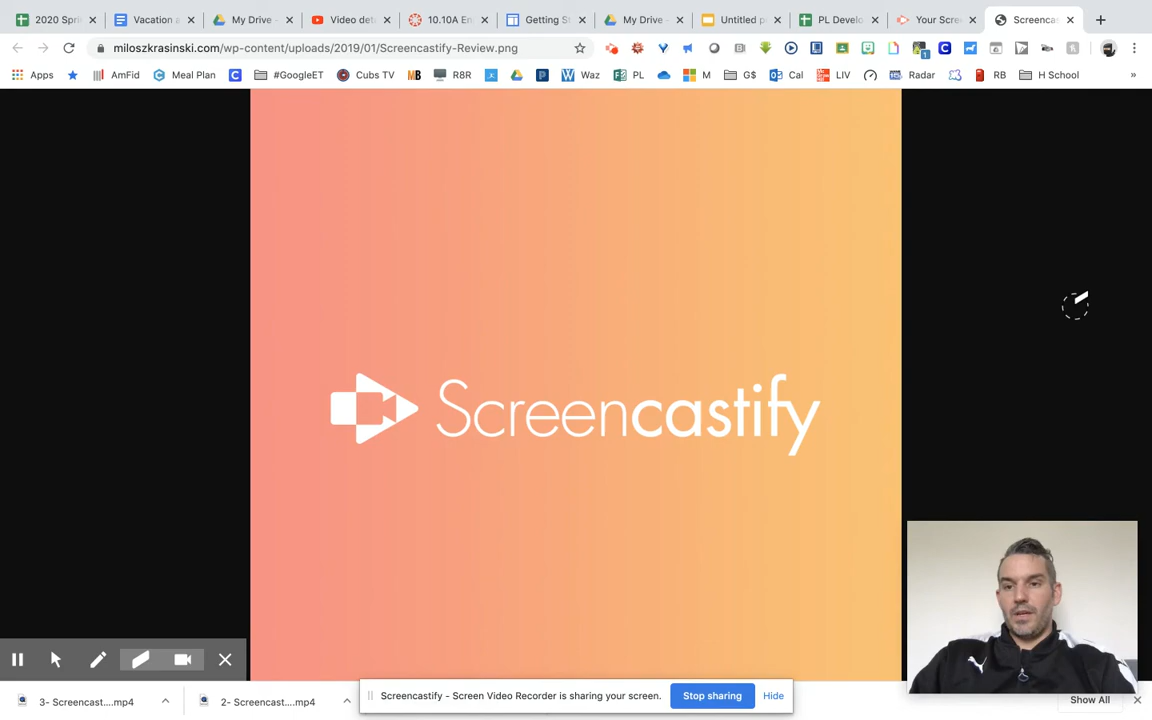 2020 Spri
Vacation a
My Drive -
Video deta
10.10A En
Getting St
My Drive -
Untitled p
PL Develo
Your Scree
Screencas
miloszkrasinski.com/wp-content/uploads/2019/01/Screencastify-Review.png
Apps
AmFid
Meal Plan
#GoogleET
Cubs TV
R8R
Waz
PL
M
G$
Cal
LIV
Radar
RB
H School
»
Screencastify
3- Screencast....mp4
2- Screencast....mp4
Screencastify - Screen Video Recorder is sharing your screen.
Stop sharing
Hide
Show All